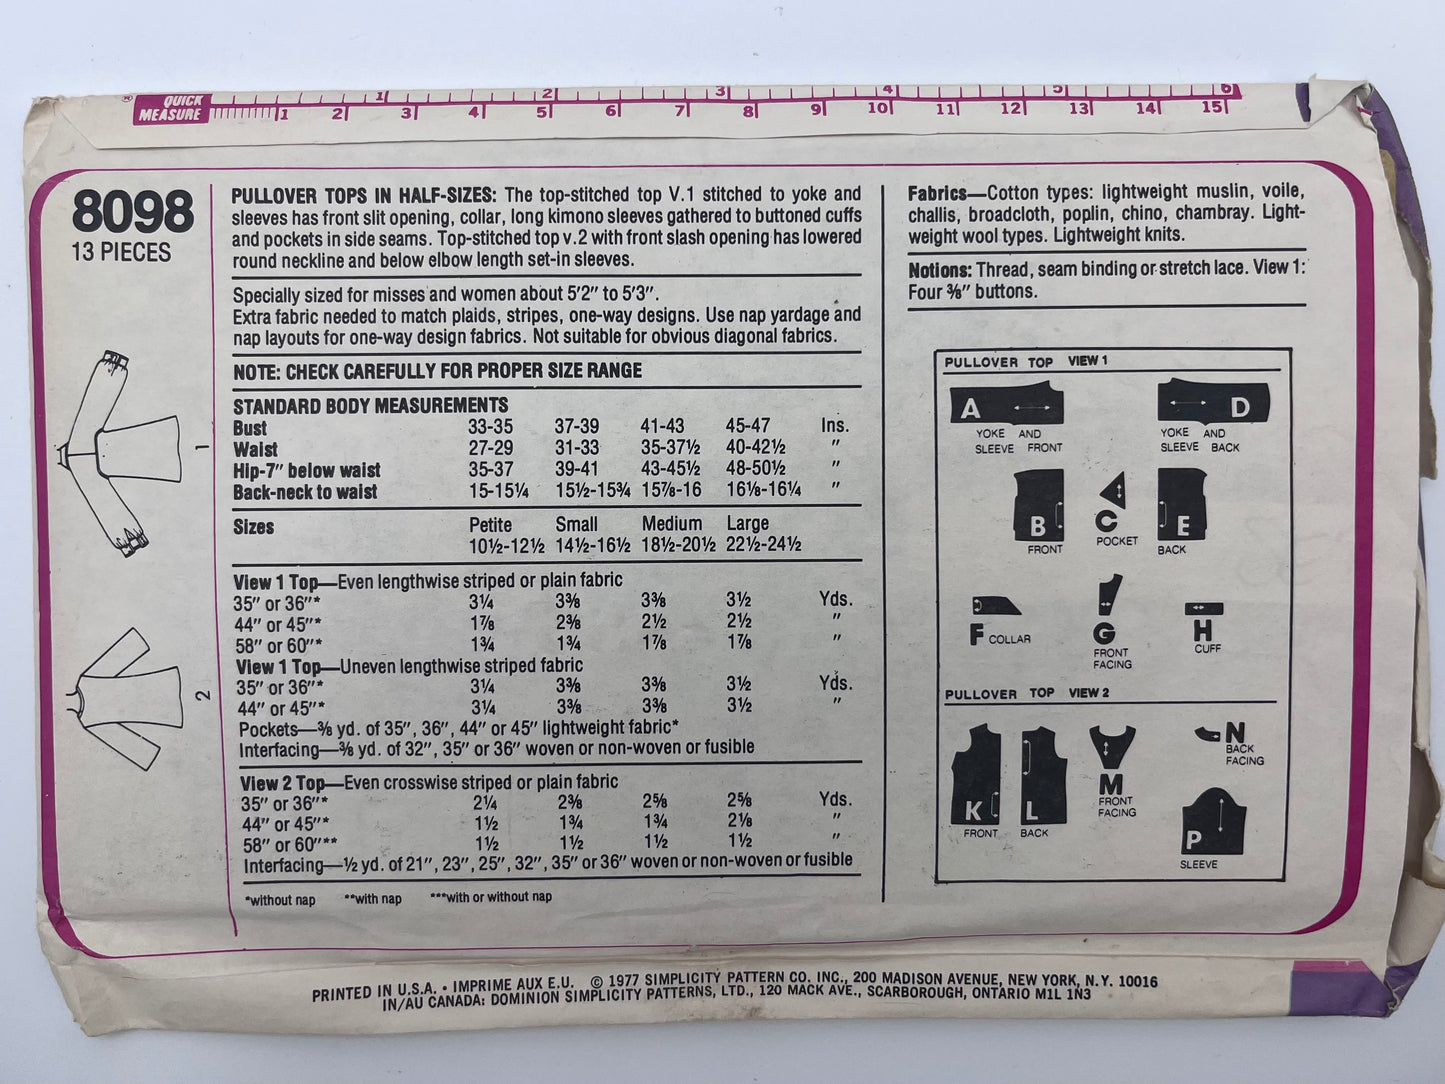 ® QUICK MEASURE
1 2 3 4 5 6
1 2 3 4 5 6 7 8 9 10 11 12 13 14 15
8098
13 PIECES
1
2
PULLOVER TOPS IN HALF-SIZES: The top-stitched top V.1 stitched to yoke and
sleeves has front slit opening, collar, long kimono sleeves gathered to buttoned cuffs
and pockets in side seams. Top-stitched top v.2 with front slash opening has lowered
round neckline and below elbow length set-in sleeves.
Specially sized for misses and women about 5'2" to 5'3".
Extra fabric needed to match plaids, stripes, one-way designs. Use nap yardage and
nap layouts for one-way design fabrics. Not suitable for obvious diagonal fabrics.
NOTE: CHECK CAREFULLY FOR PROPER SIZE RANGE
STANDARD BODY MEASUREMENTS
Bust 33-35 37-39 41-43 45-47 Ins.
Waist 27-29 31-33 35-37½ 40-42½ "
Hip-7" below waist 35-37 39-41 43-45½ 48-50½ "
Back-neck to waist 15-15¼ 15½-15¾ 15⅞-16 16⅛-16¼ "
Sizes Petite Small Medium Large
10½-12½ 14½-16½ 18½-20½ 22½-24½
View 1 Top—Even lengthwise striped or plain fabric
35" or 36"* 3¼ 3⅜ 3⅜ 3½ Yds.
44" or 45"* 1⅞ 2⅜ 2½ 2½ "
58" or 60"* 1¾ 1¾ 1⅞ 1⅞ "
View 1 Top—Uneven lengthwise striped fabric
35" or 36"* 3¼ 3⅜ 3⅜ 3½ Yds.
44" or 45"* 3¼ 3⅜ 3⅜ 3½ "
Pockets—⅜ yd. of 35", 36", 44" or 45" lightweight fabric*
Interfacing—⅜ yd. of 32", 35" or 36" woven or non-woven or fusible
View 2 Top—Even crosswise striped or plain fabric
35" or 36"* 2¼ 2⅜ 2⅝ 2⅝ Yds.
44" or 45"* 1½ 1¾ 1¾ 2⅛ "
58" or 60"** 1½ 1½ 1½ 1½ "
Interfacing—½ yd. of 21", 23", 25", 32", 35" or 36" woven or non-woven or fusible
*without nap **with nap ***with or without nap
Fabrics—Cotton types: lightweight muslin, voile,
challis, broadcloth, poplin, chino, chambray. Light-
weight wool types. Lightweight knits.
Notions: Thread, seam binding or stretch lace. View 1:
Four ⅜" buttons.
PULLOVER TOP VIEW 1
A D
YOKE AND YOKE AND
SLEEVE FRONT SLEEVE BACK
B C E
FRONT POCKET BACK
F COLLAR G H
FRONT CUFF
FACING
PULLOVER TOP VIEW 2
K L M N
BACK
FACING
FRONT BACK FRONT
FACING
P
SLEEVE
PRINTED IN U.S.A. • IMPRIME AUX E.U. © 1977 SIMPLICITY PATTERN CO. INC., 200 MADISON AVENUE, NEW YORK, N.Y. 10016
IN/AU CANADA: DOMINION SIMPLICITY PATTERNS, LTD., 120 MACK AVE., SCARBOROUGH, ONTARIO M1L 1N3